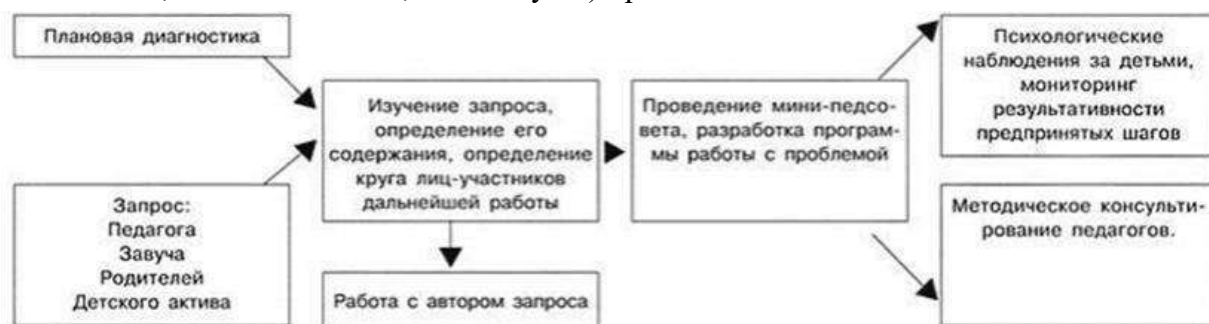 Плановая диагностика
Запрос:
Педагога
Завуча
Родителей
Детского актива
Изучение запроса,
определение его
содержания, определение
круга лиц-участников
дальнейшей работы
Работа с автором запроса
Проведение мини-педсо-
вета, разработка програм-
мы работы с проблемой
Психологические
наблюдения за детьми,
мониторинг
результативности
предпринятых шагов
Методическое консульти-
рование педагогов.